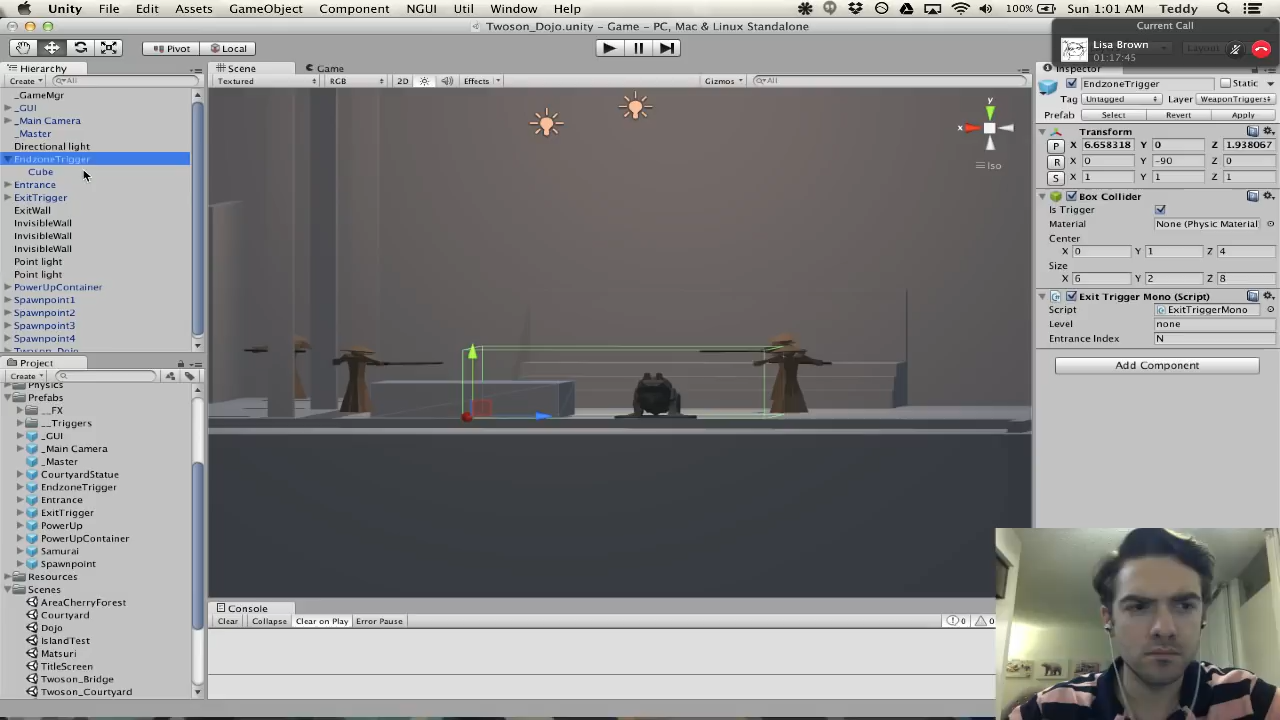 Unity File Edit Assets GameObject Component NGUI Window Help 100% Sun 1:01 AM Teddy
Twoson_Dojo.unity - Game - PC, Mac & Linux Standalone
Current Call
Lisa Brown
01:17:45
Pivot Local
Hierarchy
Create All
_GameMgr
_GUI
_Main Camera
_Master
Directional light
EndzoneTrigger
Cube
Entrance
ExitTrigger
ExitWall
InvisibleWall
InvisibleWall
InvisibleWall
Point light
Point light
PowerUpContainer
Spawnpoint1
Spawnpoint2
Spawnpoint3
Spawnpoint4
Twoson_Dojo
Project
Create
Physics
Prefabs
__FX
__Triggers
_GUI
_Main Camera
_Master
CourtyardStatue
EndzoneTrigger
Entrance
ExitTrigger
PowerUp
PowerUpContainer
Samurai
Spawnpoint
Resources
Scenes
AreaCherryForest
Courtyard
Dojo
IslandTest
Matsuri
TitleScreen
Twoson_Bridge
Twoson_Courtyard
Scene Game
Textured RGB 2D Effects Gizmos All
y
x
Iso
Console
Clear Collapse Clear on Play Error Pause 0 0
Inspector
EndzoneTrigger Static
Tag Untagged Layer WeaponTriggers
Prefab Select Revert Apply
Transform
P X 6.658318 Y 0 Z 1.938067
R X 0 Y -90 Z 0
S X 1 Y 1 Z 1
Box Collider
Is Trigger
Material None (Physic Material
Center
X 0 Y 1 Z 4
Size
X 6 Y 2 Z 8
Exit Trigger Mono (Script)
Script ExitTriggerMono
Level none
Entrance Index N
Add Component